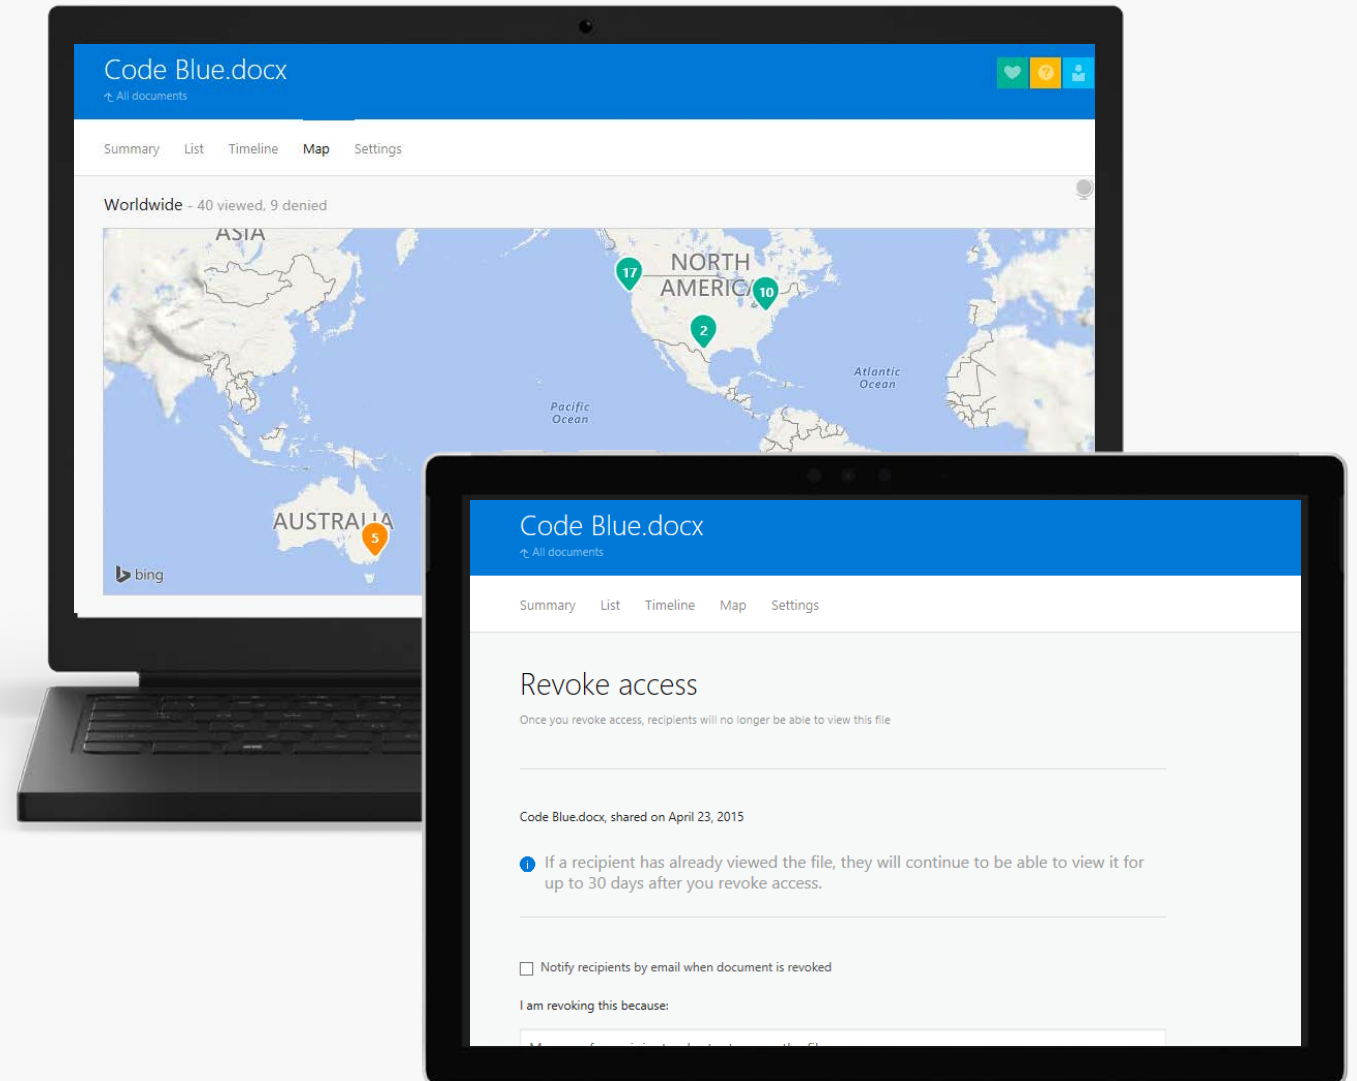 Code Blue.docx
All documents
Summary List Timeline Map Settings
Worldwide - 40 viewed, 9 denied
ASIA
NORTH
AMERICA
17
10
2
Atlantic
Ocean
Pacific
Ocean
AUSTRALIA
5
bing
Code Blue.docx
All documents
Summary List Timeline Map Settings
Revoke access
Once you revoke access, recipients will no longer be able to view this file
Code Blue.docx, shared on April 23, 2015
If a recipient has already viewed the file, they will continue to be able to view it for
up to 30 days after you revoke access.
Notify recipients by email when document is revoked
I am revoking this because: